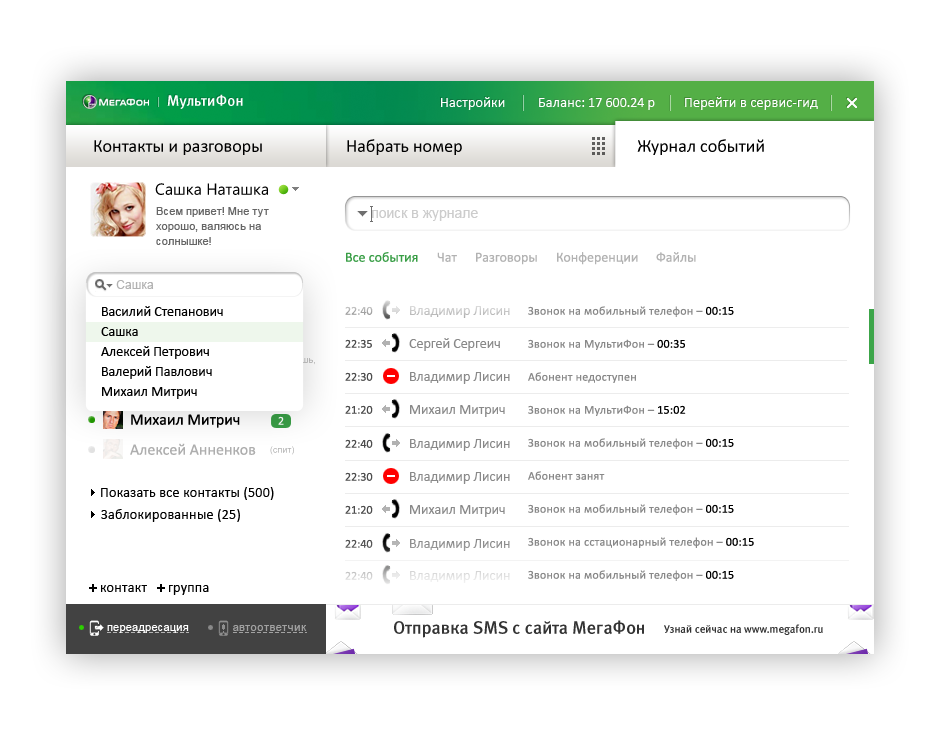 МЕГАФОН | МультиФон
Настройки
Баланс: 17 600.24 р
Перейти в сервис-гид
Контакты и разговоры
Набрать номер
Журнал событий
Сашка Наташка
Всем привет! Мне тут
хорошо, валяюсь на
солнышке!
Сашка
Василий Степанович
Сашка
Алексей Петрович
Валерий Павлович
Михаил Митрич
Михаил Митрич 2
Алексей Анненков (спит)
Показать все контакты (500)
Заблокированные (25)
+ контакт + группа
переадресация
автоответчик
поиск в журнале
Все события Чат Разговоры Конференции Файлы
22:40 Владимир Лисин Звонок на мобильный телефон – 00:15
22:35 Сергей Сергеич Звонок на МультиФон – 00:35
22:30 Владимир Лисин Абонент недоступен
21:20 Михаил Митрич Звонок на МультиФон – 15:02
22:40 Владимир Лисин Звонок на мобильный телефон – 00:15
22:30 Владимир Лисин Абонент занят
21:20 Михаил Митрич Звонок на мобильный телефон – 00:15
22:40 Владимир Лисин Звонок на сстационарный телефон – 00:15
22:40 Владимир Лисин Звонок на мобильный телефон – 00:15
Отправка SMS с сайта МегаФон
Узнай сейчас на www.megafon.ru